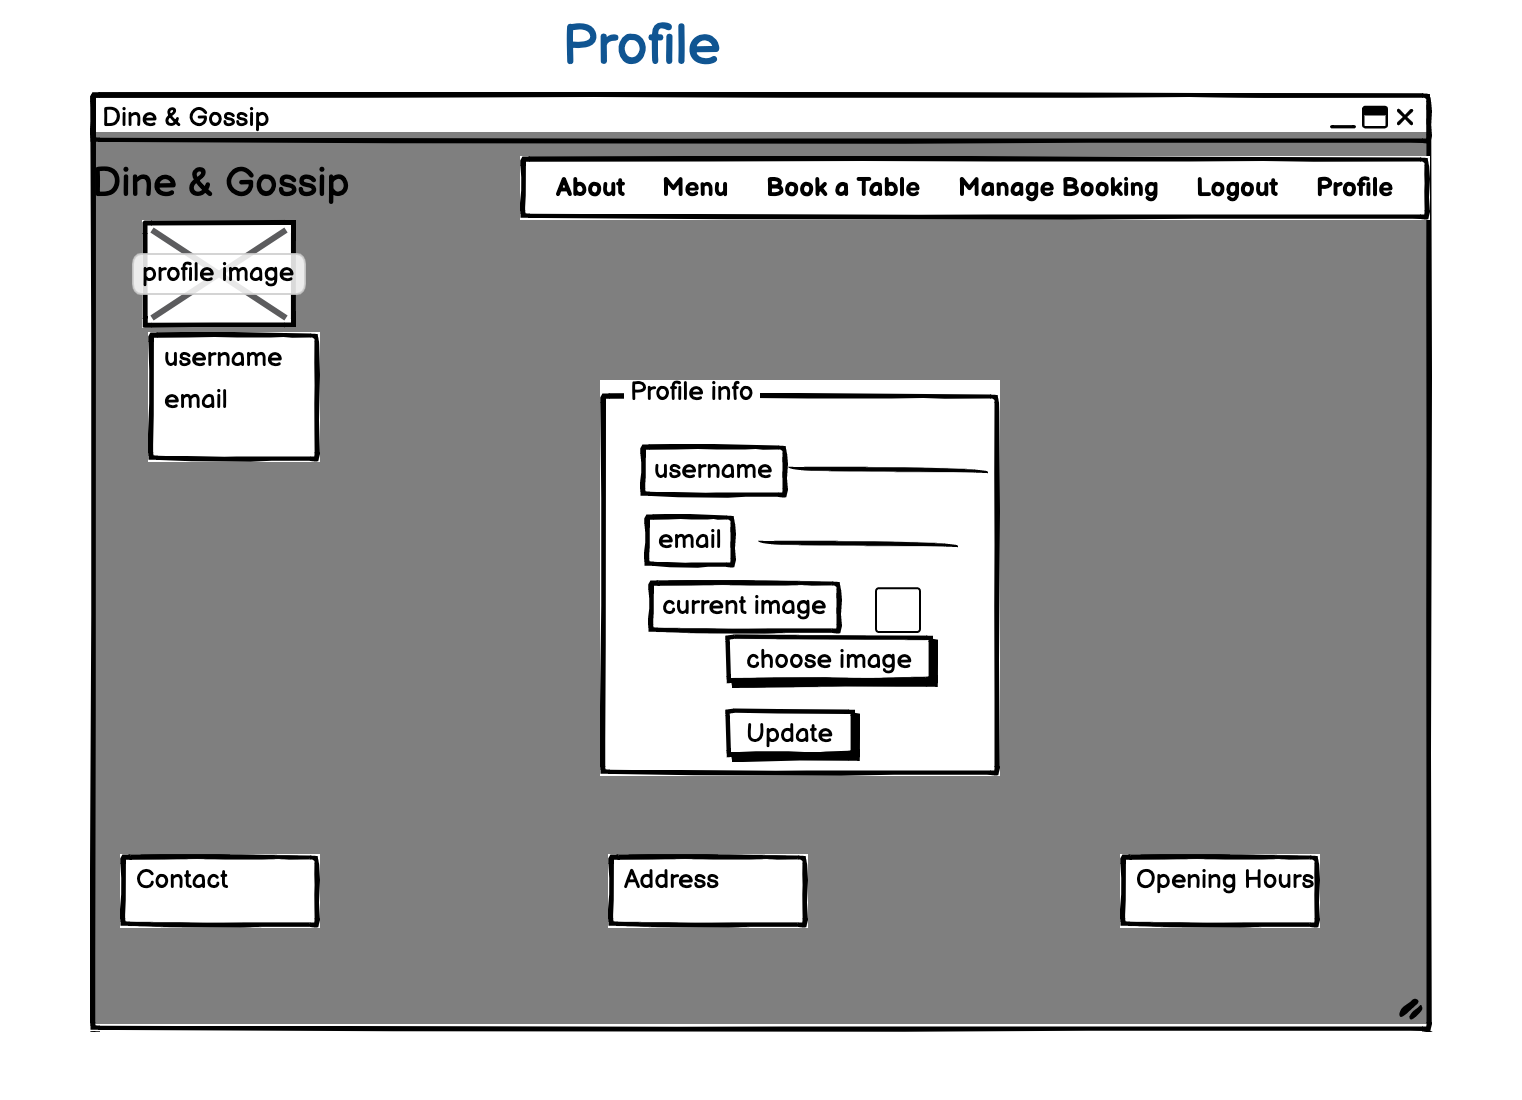 Profile
Dine & Gossip
Dine & Gossip
About Menu Book a Table Manage Booking Logout Profile
profile image
username
email
Profile info
username
email
current image
choose image
Update
Contact
Address
Opening Hours